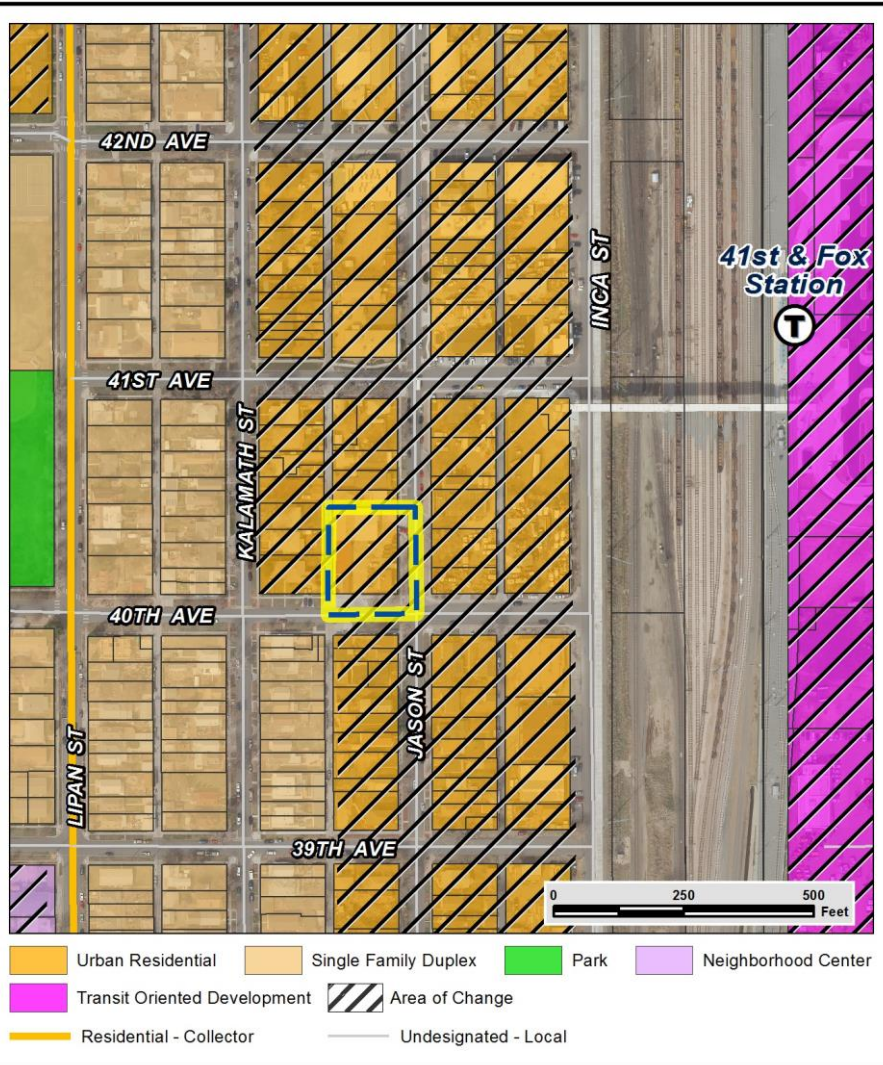 42ND AVE
INCA ST
41st & Fox
Station
T
41ST AVE
KALAMATH ST
40TH AVE
JASON ST
LIPAN ST
39TH AVE
0 250 500
Feet
Urban Residential Single Family Duplex Park Neighborhood Center
Transit Oriented Development Area of Change
Residential - Collector Undesignated - Local